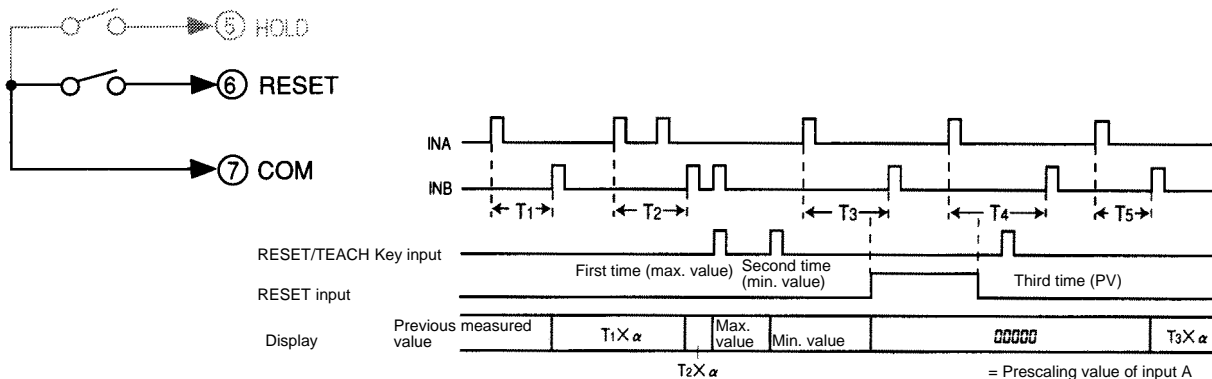 ⑤ HOLD
⑥ RESET
⑦ COM
INA
INB
T1 T2 T3 T4 T5
RESET/TEACH Key input
First time (max. value) Second time (min. value) Third time (PV)
RESET input
Display Previous measured value T1×α Max. value Min. value 00000 T3×α
T2×α
= Prescaling value of input A